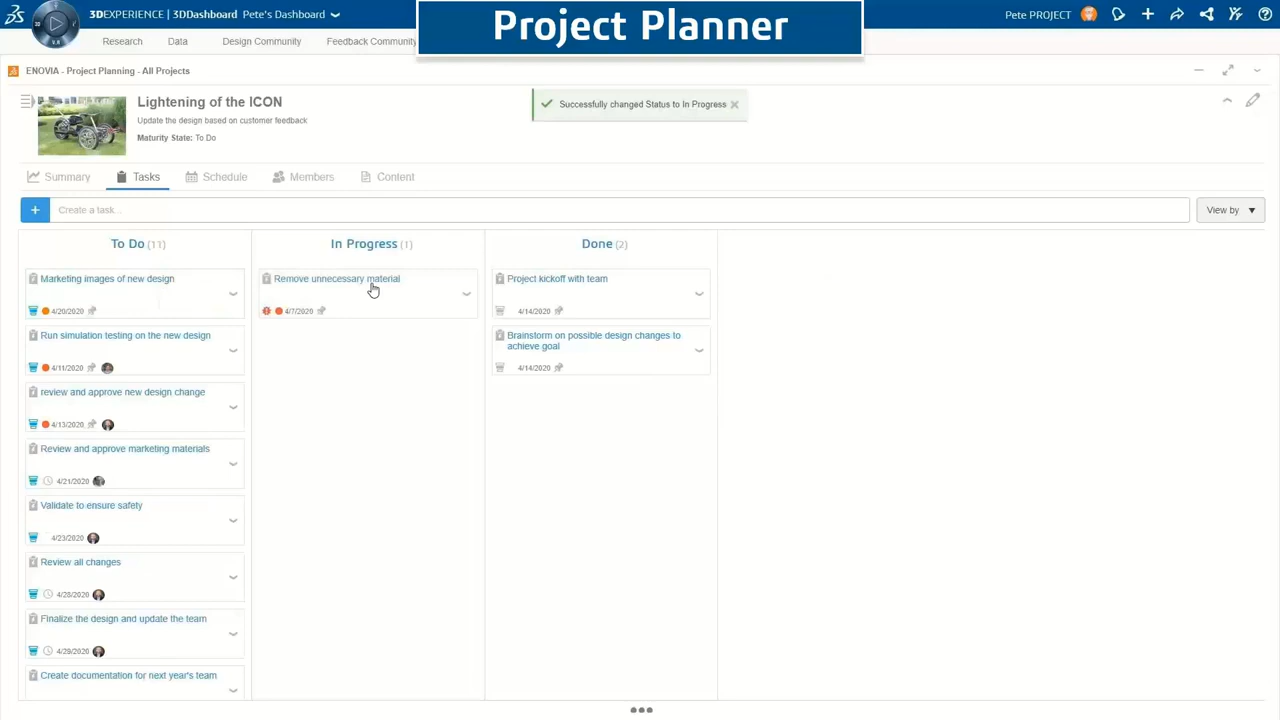 Project Planner
3DEXPERIENCE | 3DDashboard Pete's Dashboard
Pete PROJECT
Research Data Design Community Feedback Community
ENOVIA - Project Planning - All Projects
Lightening of the ICON
Update the design based on customer feedback
Maturity State: To Do
Successfully changed Status to In Progress
Summary Tasks Schedule Members Content
Create a task...
View by
To Do (11)
Marketing images of new design
4/20/2020
Run simulation testing on the new design
4/11/2020
review and approve new design change
4/13/2020
Review and approve marketing materials
4/21/2020
Validate to ensure safety
4/23/2020
Review all changes
4/28/2020
Finalize the design and update the team
4/29/2020
Create documentation for next year's team
In Progress (1)
Remove unnecessary material
4/7/2020
Done (2)
Project kickoff with team
4/14/2020
Brainstorm on possible design changes to
achieve goal
4/14/2020